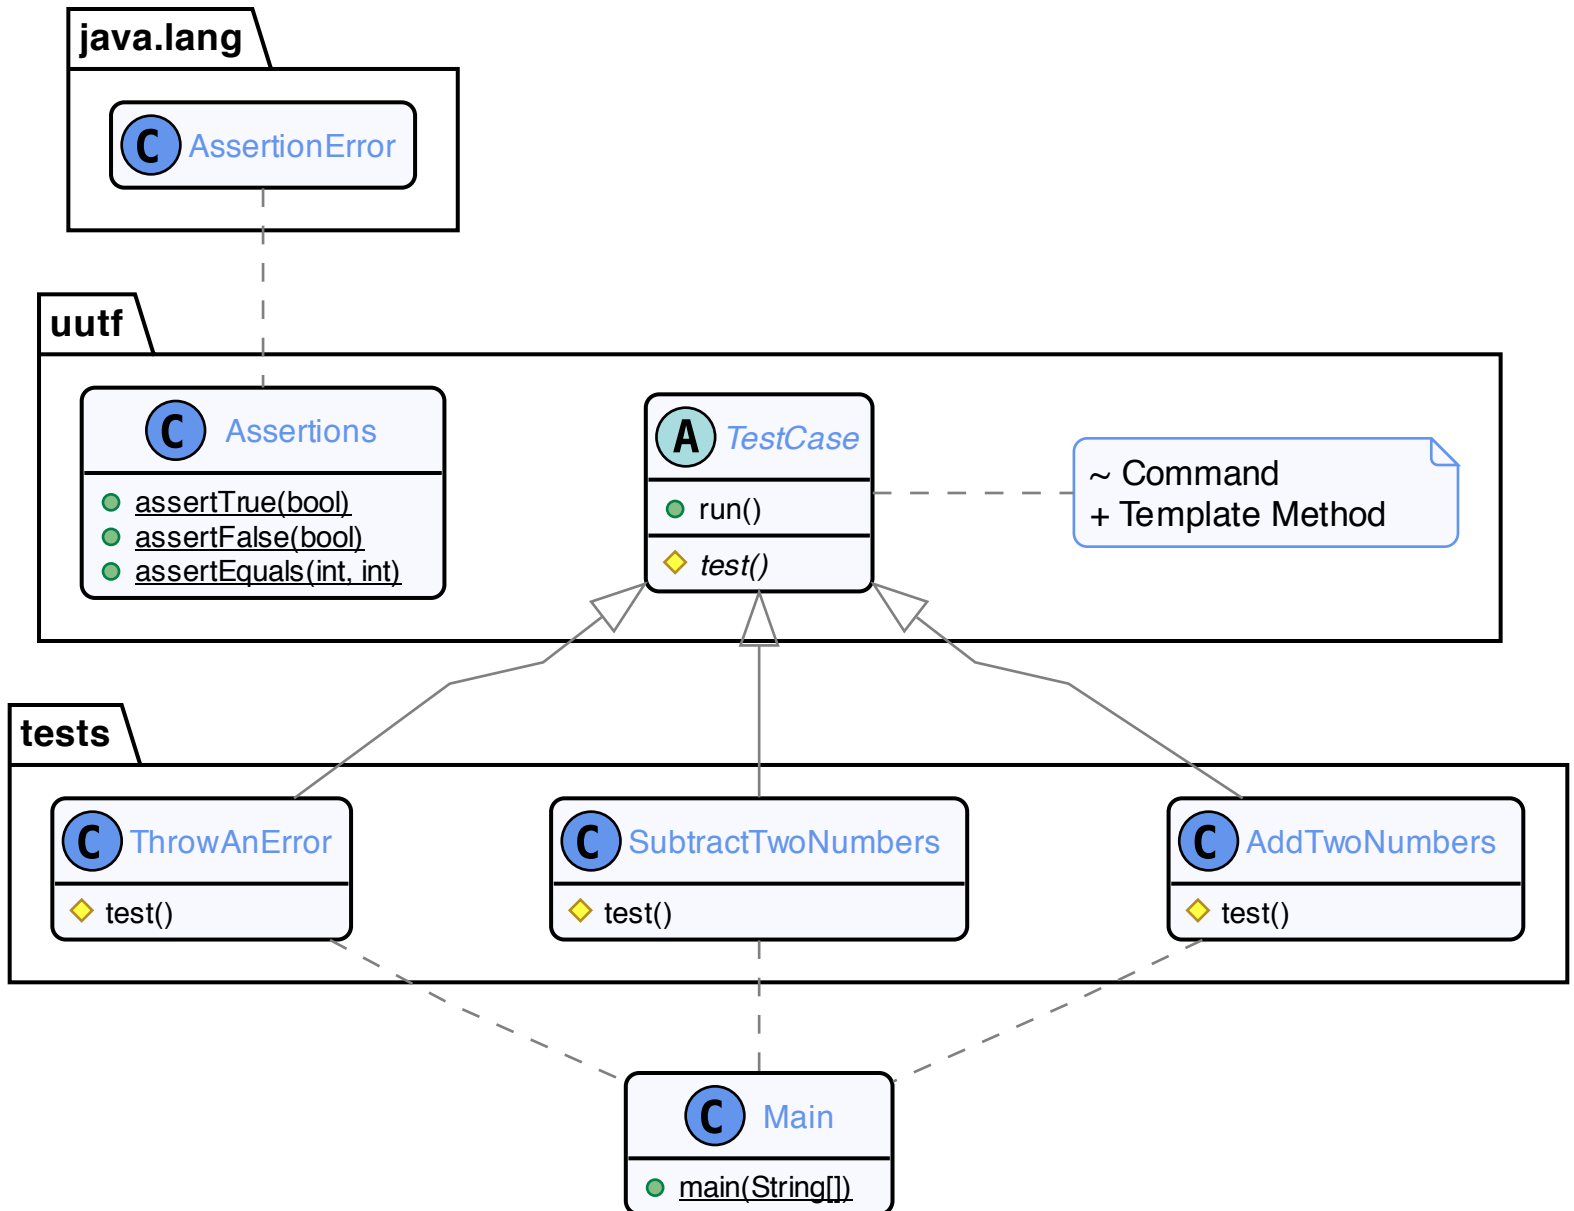 java.lang
C AssertionError
uutf
C Assertions
assertTrue(bool)
assertFalse(bool)
assertEquals(int, int)
A TestCase
run()
test()
~ Command
+ Template Method
tests
C ThrowAnError
test()
C SubtractTwoNumbers
test()
C AddTwoNumbers
test()
C Main
main(String[])